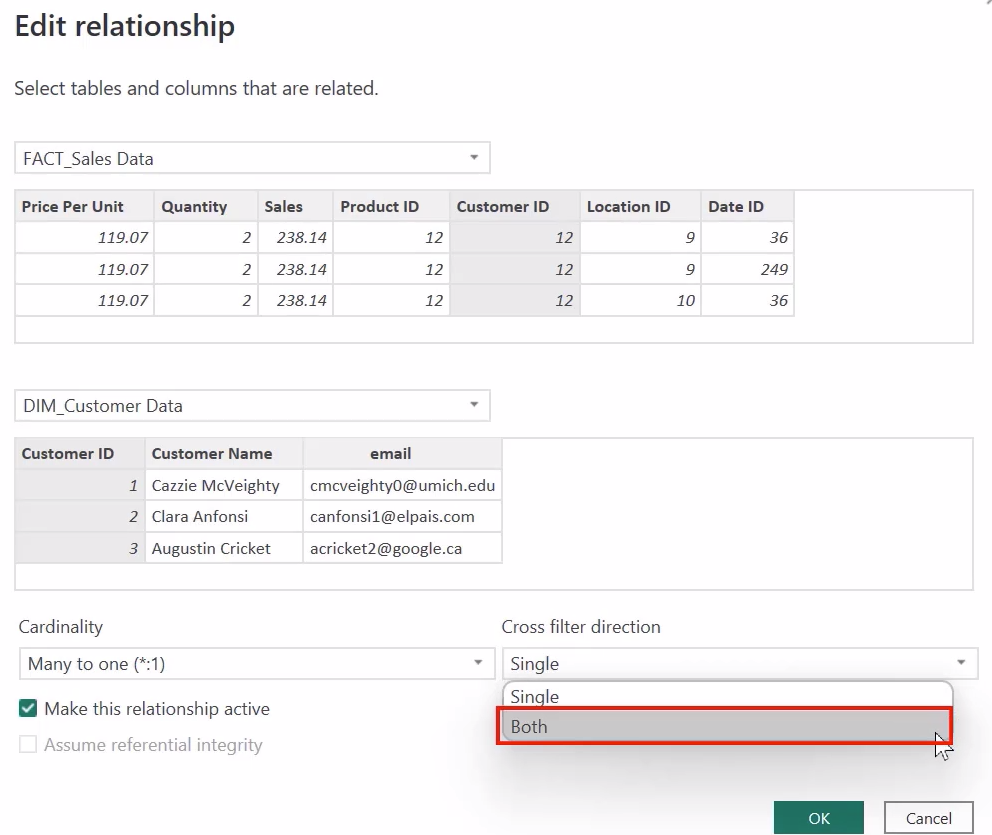 Edit relationship
Select tables and columns that are related.
FACT_Sales Data
Price Per Unit Quantity Sales Product ID Customer ID Location ID Date ID
119.07 2 238.14 12 12 9 36
119.07 2 238.14 12 12 9 249
119.07 2 238.14 12 12 10 36
DIM_Customer Data
Customer ID Customer Name email
1 Cazzie McVeighty cmcveighty0@umich.edu
2 Clara Anfonsi canfonsi1@elpais.com
3 Augustin Cricket acricket2@google.ca
Cardinality Cross filter direction
Many to one (*:1) Single
Single
Make this relationship active
Both
Assume referential integrity
OK Cancel